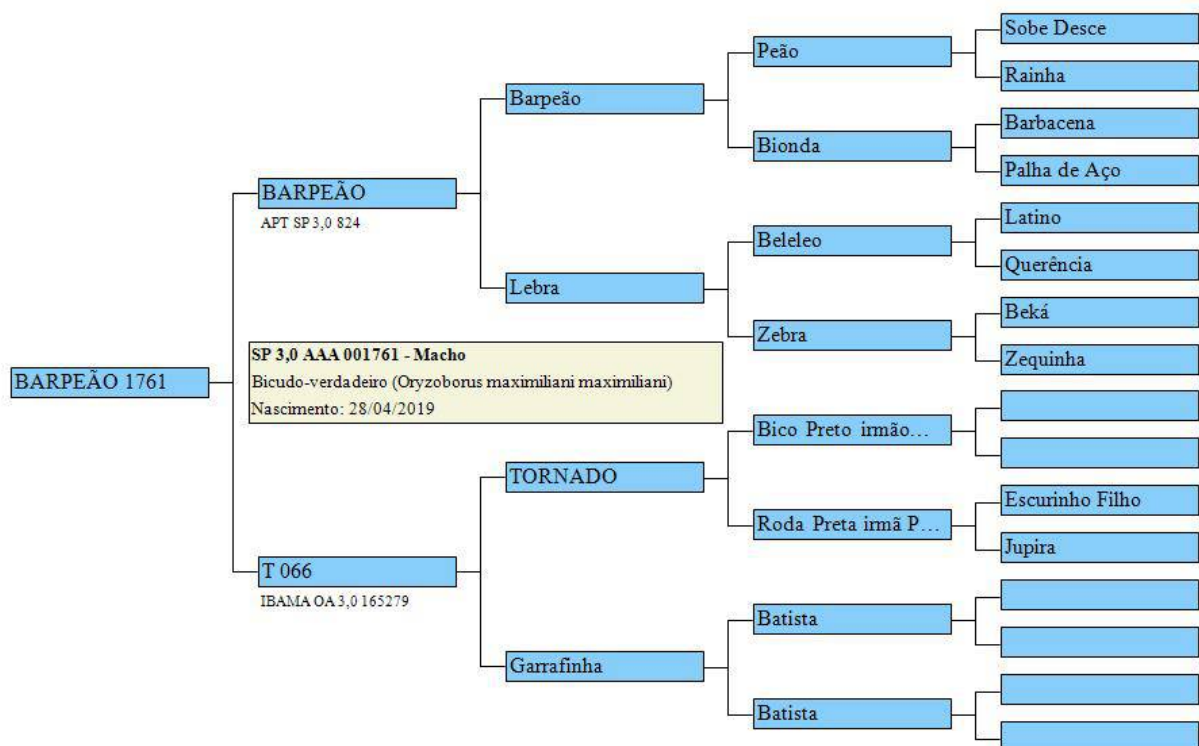 Sobe Desce
Peão
Rainha
Barpeão
Barbacena
Bionda
Palha de Aço
BARPEÃO
APT SP 3,0 824
Latino
Beleleo
Querência
Lebra
Beká
Zebra
Zequinha
SP 3,0 AAA 001761 - Macho
Bicudo-verdadeiro (Oryzoborus maximiliani maximiliani)
Nascimento: 28/04/2019
BARPEÃO 1761
Bico Preto irmão...
TORNADO
Escurinho Filho
Roda Preta irmã P...
Jupira
T 066
IBAMA OA 3,0 165279
Batista
Garrafinha
Batista